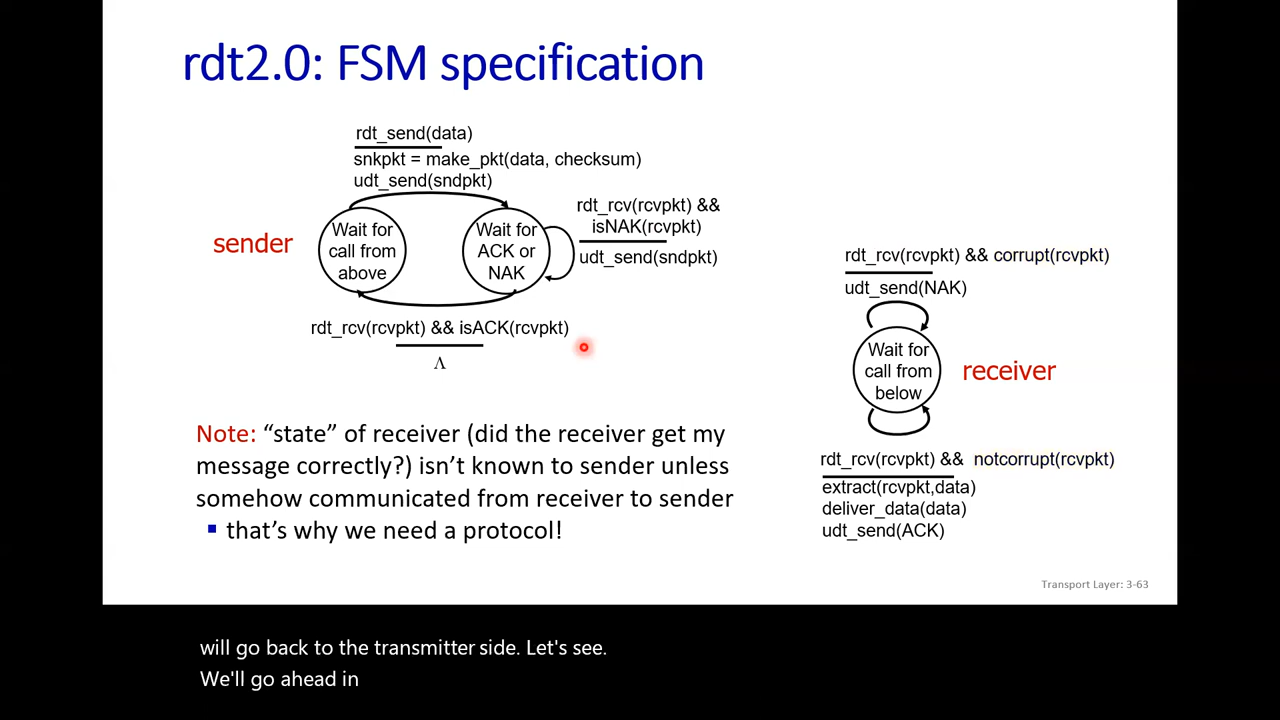 rdt2.0: FSM specification
rdt_send(data)
snkpkt = make_pkt(data, checksum)
udt_send(sndpkt)
sender
Wait for
call from
above
Wait for
ACK or
NAK
rdt_rcv(rcvpkt) &&
isNAK(rcvpkt)
udt_send(sndpkt)
rdt_rcv(rcvpkt) && isACK(rcvpkt)
Λ
rdt_rcv(rcvpkt) && corrupt(rcvpkt)
udt_send(NAK)
Wait for
call from
below
receiver
rdt_rcv(rcvpkt) && notcorrupt(rcvpkt)
extract(rcvpkt,data)
deliver_data(data)
udt_send(ACK)
Note: “state” of receiver (did the receiver get my
message correctly?) isn’t known to sender unless
somehow communicated from receiver to sender
▪ that’s why we need a protocol!
Transport Layer: 3-63
will go back to the transmitter side. Let's see.
We'll go ahead in